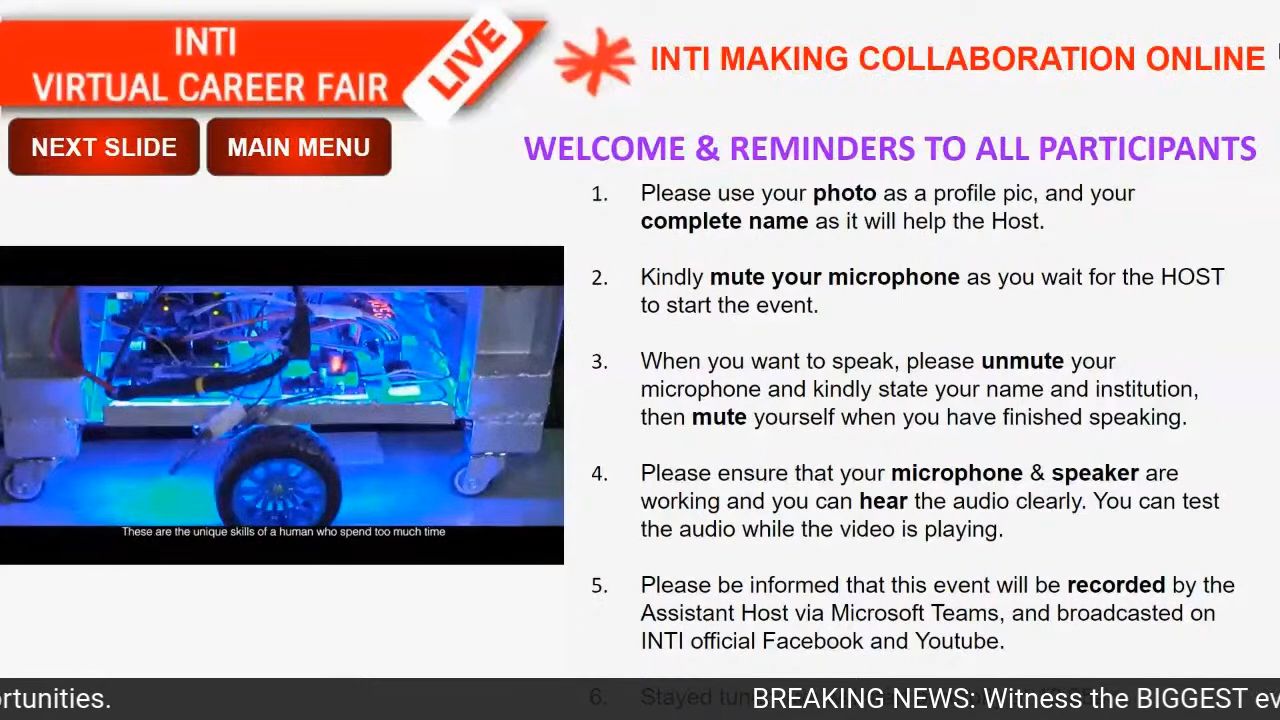 INTI
VIRTUAL CAREER FAIR
LIVE
INTI MAKING COLLABORATION ONLINE
NEXT SLIDE
MAIN MENU
WELCOME & REMINDERS TO ALL PARTICIPANTS
1. Please use your photo as a profile pic, and your
complete name as it will help the Host.
2. Kindly mute your microphone as you wait for the HOST
to start the event.
3. When you want to speak, please unmute your
microphone and kindly state your name and institution,
then mute yourself when you have finished speaking.
4. Please ensure that your microphone & speaker are
working and you can hear the audio clearly. You can test
the audio while the video is playing.
5. Please be informed that this event will be recorded by the
Assistant Host via Microsoft Teams, and broadcasted on
INTI official Facebook and Youtube.
These are the unique skills of a human who spend too much time
6. Stayed
rtunities.
BREAKING NEWS: Witness the BIGGEST ev